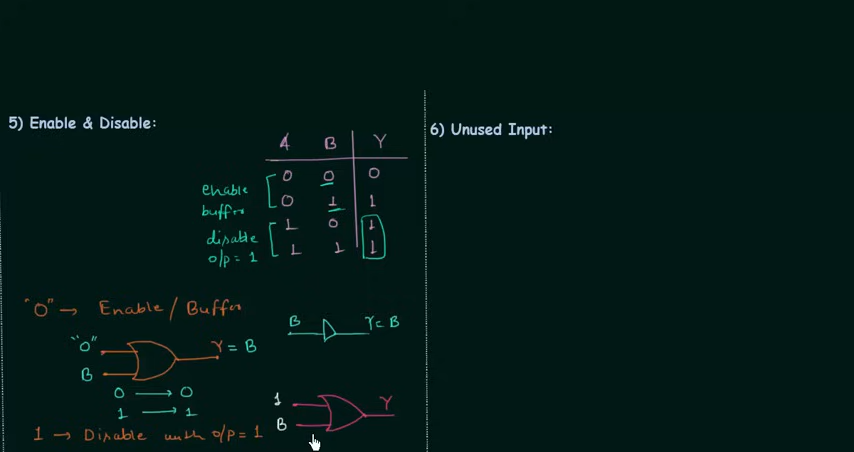 5) Enable & Disable:
A B Y
0 0 0
0 1 1
1 0 1
1 1 1
enable
buffer
disable
o/p = 1
"0" → Enable / Buffer
"0"
B
Y = B
0 → 0
1 → 1
B Y = B
1 → Disable with o/p = 1
1
B
Y
6) Unused Input: